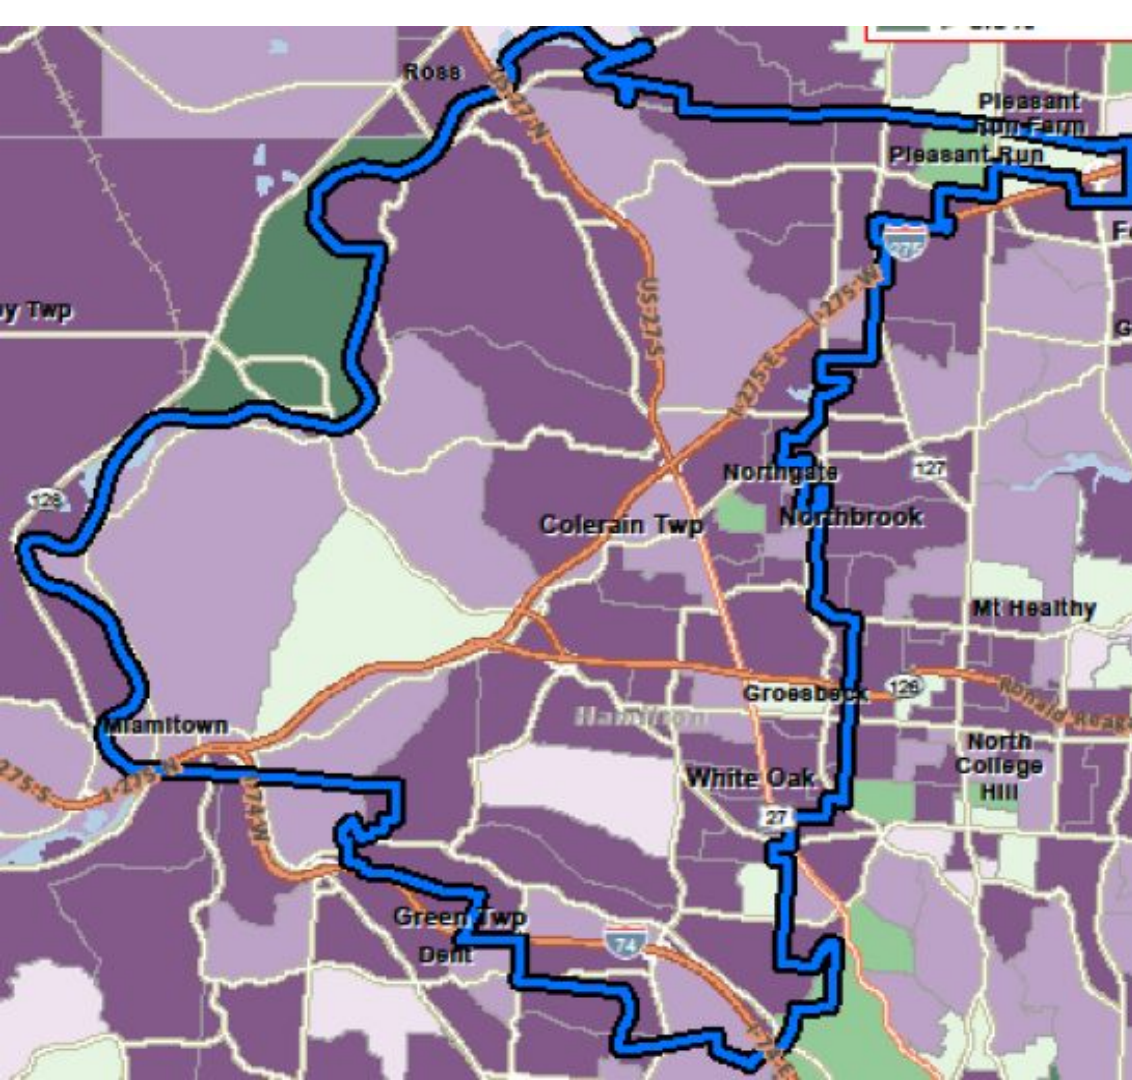 Ross
US-27 N
Pleasant
Run Farm
Pleasant Run
275
I-275 W
US-27 S
I-275 E
y Twp
Northgate
127
128
Colerain Twp
Northbrook
Mt Healthy
Groesbeck
126
Ronald Reag
Hamilton
Miamitown
North
College
Hill
White Oak
275 S
I-275 N
I-74 W
27
Green Twp
74
Dent